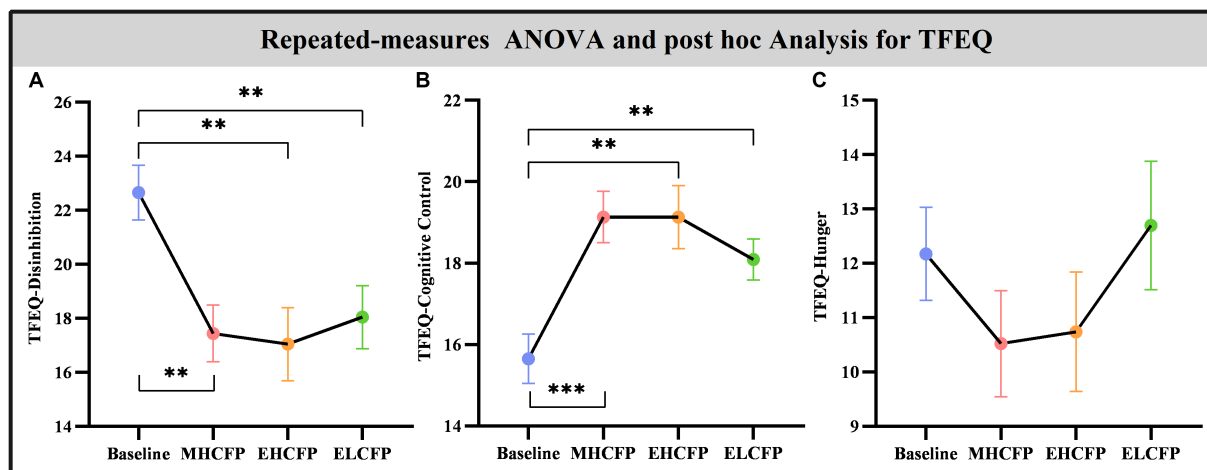 Repeated-measures ANOVA and post hoc Analysis for TFEQ
A
TFEQ-Disinhibition
26
24
22
20
18
16
14
**
**
**
Baseline MHCFP EHCFP ELCFP
B
TFEQ-Cognitive Control
22
20
18
16
14
**
**
***
Baseline MHCFP EHCFP ELCFP
C
TFEQ-Hunger
15
14
13
12
11
10
9
Baseline MHCFP EHCFP ELCFP